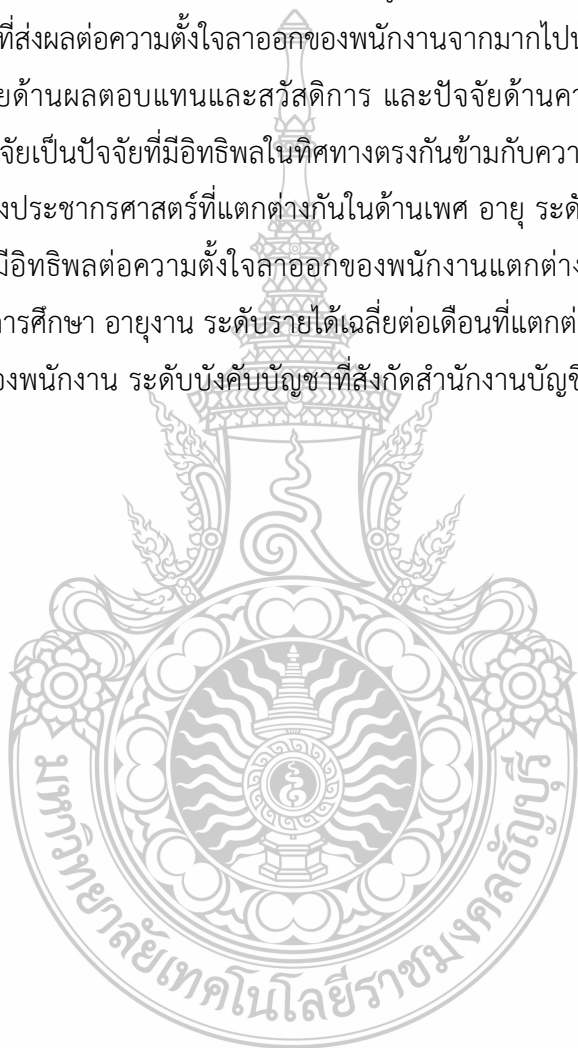 ที่ส่งผลต่อความตั้งใจลาออกของพนักงานจากมากไป
ยด้านผลตอบแทนและสวัสดิการ และปัจจัยด้าน
จัยเป็นปัจจัยที่มีอิทธิพลในทิศทางตรงกันข้ามกับ
งประชากรศาสตร์ที่แตกต่างกันในด้านเพศ อายุ
มีอิทธิพลต่อความตั้งใจลาออกของพนักงานแตกต่าง
การศึกษา อายุงาน ระดับรายได้เฉลี่ยต่อเดือนที่แตกต่
องพนักงาน ระดับบังคับบัญชาที่สังกัดสำนักงานบัญชี
มหาวิทยาลัยเทคโนโลยีราชมงคลธัญบุรี